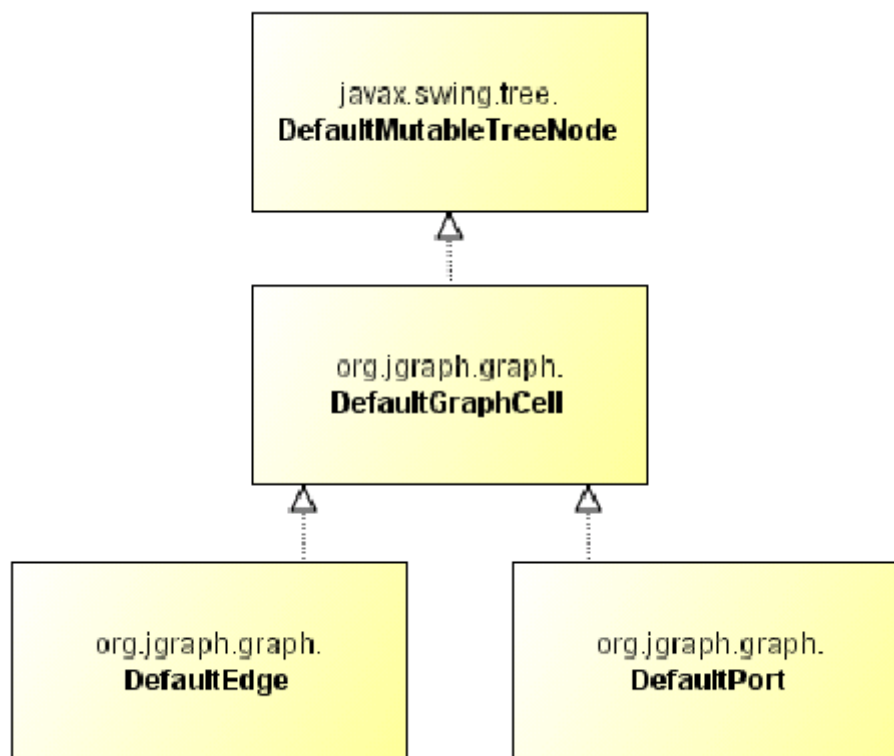 javax.swing.tree.
DefaultMutableTreeNode
org.jgraph.graph.
DefaultGraphCell
org.jgraph.graph.
DefaultEdge
org.jgraph.graph.
DefaultPort